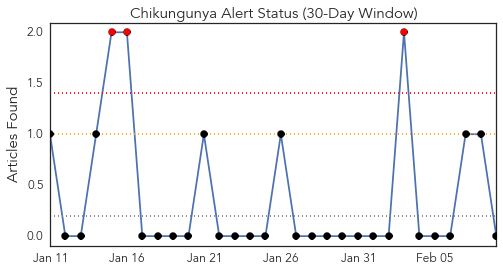 Chikungunya Alert Status (30-Day Window)
Articles Found
2.0
1.5
1.0
0.5
0.0
Jan 11
Jan 16
Jan 21
Jan 26
Jan 31
Feb 05